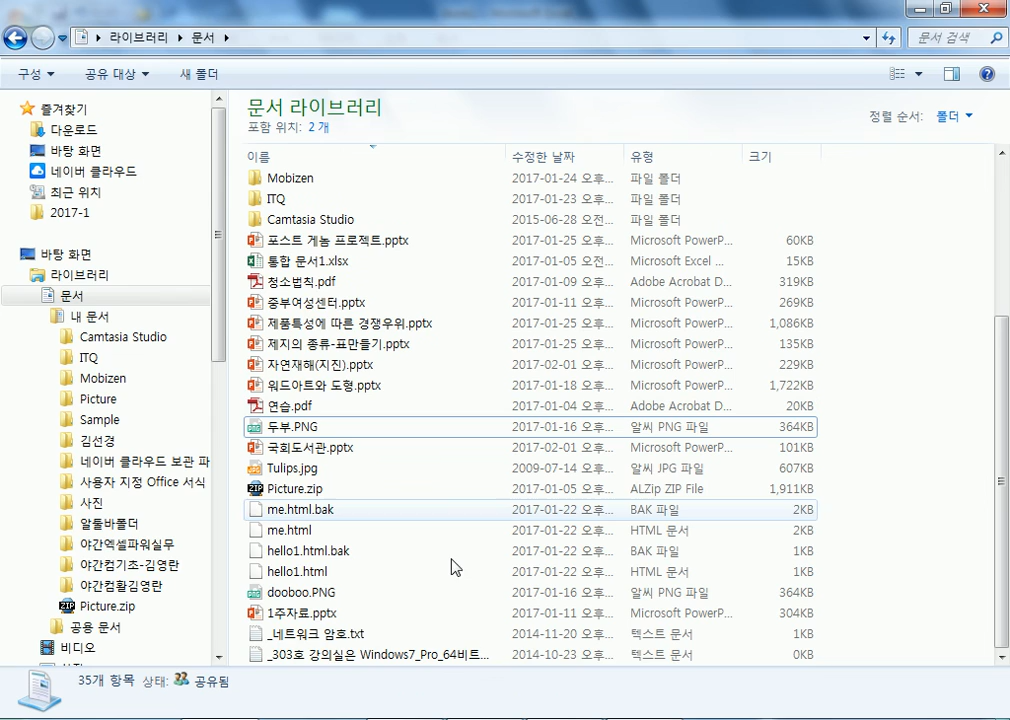 라이브러리 ▸ 문서 ▸
문서 검색
구성 ▼ 공유 대상 ▼ 새 폴더
즐겨찾기
다운로드
바탕 화면
네이버 클라우드
최근 위치
2017-1
바탕 화면
라이브러리
문서
내 문서
Camtasia Studio
ITQ
Mobizen
Picture
Sample
김선경
네이버 클라우드 보관 파
사용자 지정 Office 서식
사진
알툴바폴더
야간엑셀파워실무
야간컴기초-김영란
야간컴활김영란
Picture.zip
공용 문서
비디오
문서 라이브러리
포함 위치: 2 개
정렬 순서: 폴더 ▼
이름 수정한 날짜 유형 크기
Mobizen 2017-01-24 오후... 파일 폴더
ITQ 2017-01-23 오후... 파일 폴더
Camtasia Studio 2015-06-28 오전... 파일 폴더
포스트 게놈 프로젝트.pptx 2017-01-25 오후... Microsoft PowerP... 60KB
통합 문서1.xlsx 2017-01-05 오전... Microsoft Excel ... 15KB
청소법칙.pdf 2017-01-09 오후... Adobe Acrobat D... 319KB
중부여성센터.pptx 2017-01-11 오후... Microsoft PowerP... 269KB
제품특성에 따른 경쟁우위.pptx 2017-01-25 오후... Microsoft PowerP... 1,086KB
제지의 종류-표만들기.pptx 2017-01-25 오후... Microsoft PowerP... 135KB
자연재해(지진).pptx 2017-02-01 오후... Microsoft PowerP... 229KB
워드아트와 도형.pptx 2017-01-18 오후... Microsoft PowerP... 1,722KB
연습.pdf 2017-01-04 오후... Adobe Acrobat D... 20KB
두부.PNG 2017-01-16 오후... 알씨 PNG 파일 364KB
국회도서관.pptx 2017-02-01 오후... Microsoft PowerP... 101KB
Tulips.jpg 2009-07-14 오후... 알씨 JPG 파일 607KB
Picture.zip 2017-01-05 오후... ALZip ZIP File 1,911KB
me.html.bak 2017-01-22 오후... BAK 파일 2KB
me.html 2017-01-22 오후... HTML 문서 2KB
hello1.html.bak 2017-01-22 오후... BAK 파일 1KB
hello1.html 2017-01-22 오후... HTML 문서 1KB
dooboo.PNG 2017-01-16 오후... 알씨 PNG 파일 364KB
1주자료.pptx 2017-01-11 오후... Microsoft PowerP... 304KB
_네트워크 암호.txt 2014-11-20 오후... 텍스트 문서 1KB
_303호 강의실은 Windows7_Pro_64비트... 2014-10-23 오후... 텍스트 문서 0KB
35개 항목 상태: 공유됨